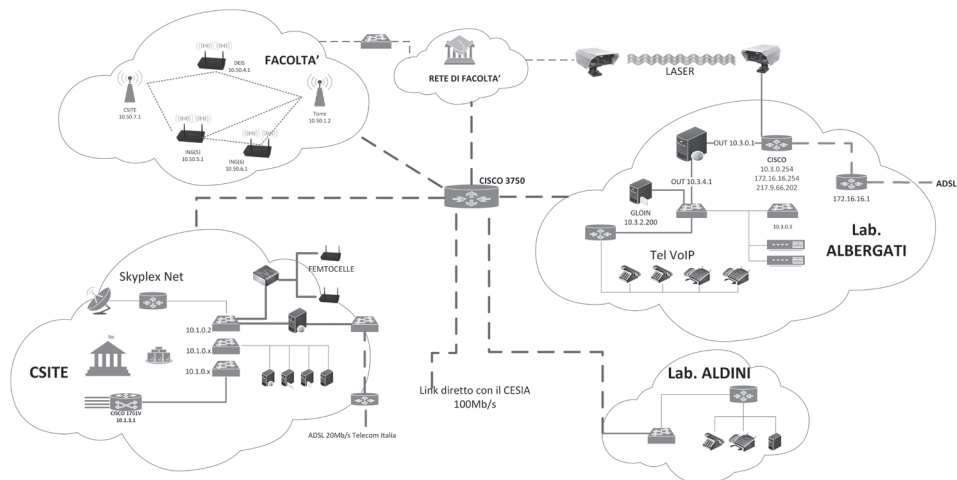 FACOLTA'
DEIS
10.50.4.1
CSITE
10.50.7.1
Torre
10.50.1.2
ING(5)
10.50.5.1
ING(6)
10.50.6.1
RETE DI FACOLTA'
LASER
CISCO 3750
OUT 10.3.0.1
CISCO
10.3.0.254
172.16.16.254
217.9.66.202
172.16.16.1
ADSL
OUT 10.3.4.1
GLOIN
10.3.2.200
10.3.0.3
Lab.
ALBERGATI
Tel VoIP
Skyplex Net
FEMTOCELLE
10.1.0.2
10.1.0.x
10.1.0.x
CSITE
CISCO 1751V
10.1.3.1
ADSL 20Mb/s Telecom Italia
Link diretto con il CESIA
100Mb/s
Lab. ALDINI